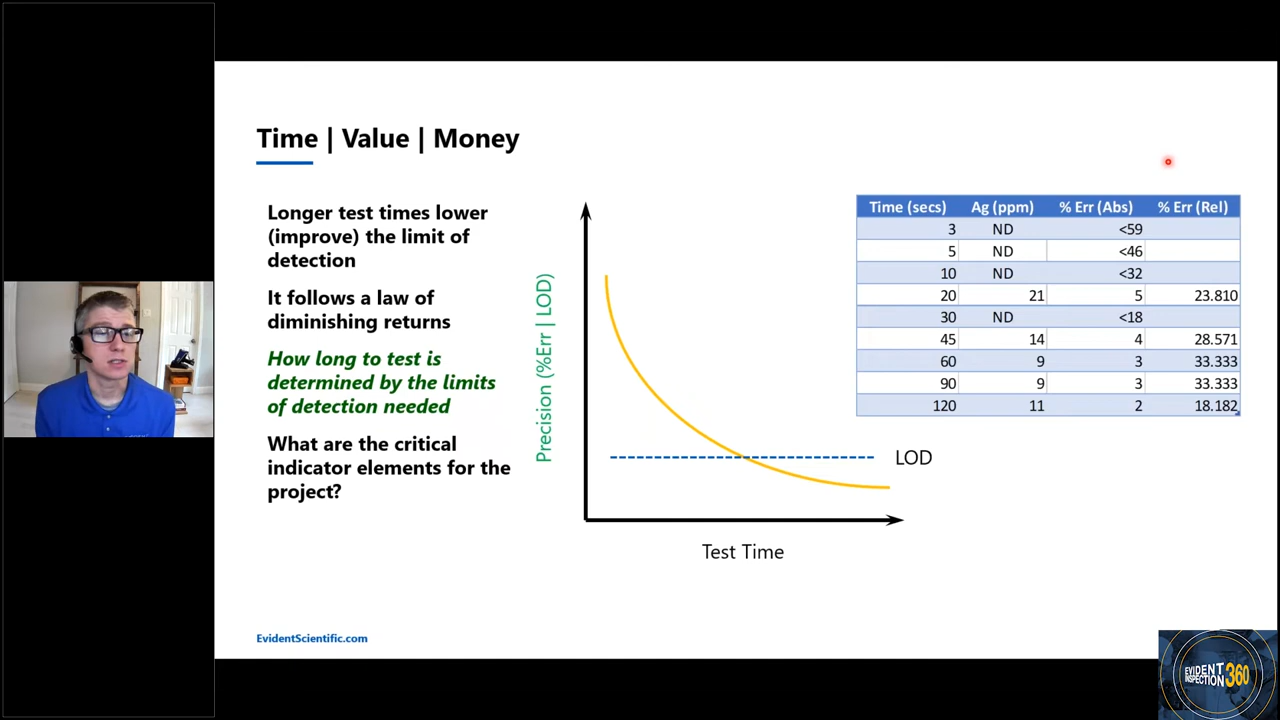 Time | Value | Money
Longer test times lower
(improve) the limit of
detection
It follows a law of
diminishing returns
How long to test is
determined by the limits
of detection needed
What are the critical
indicator elements for the
project?
Precision (%Err | LOD)
LOD
Test Time
Time (secs) Ag (ppm) % Err (Abs) % Err (Rel)
3 ND <59
5 ND <46
10 ND <32
20 21 5 23.810
30 ND <18
45 14 4 28.571
60 9 3 33.333
90 9 3 33.333
120 11 2 18.182
EvidentScientific.com
EVIDENT
INSPECTION 360